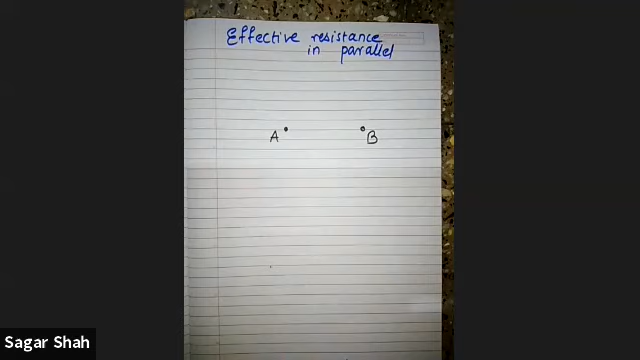 Effective resistance
in parallel
A B
Sagar Shah